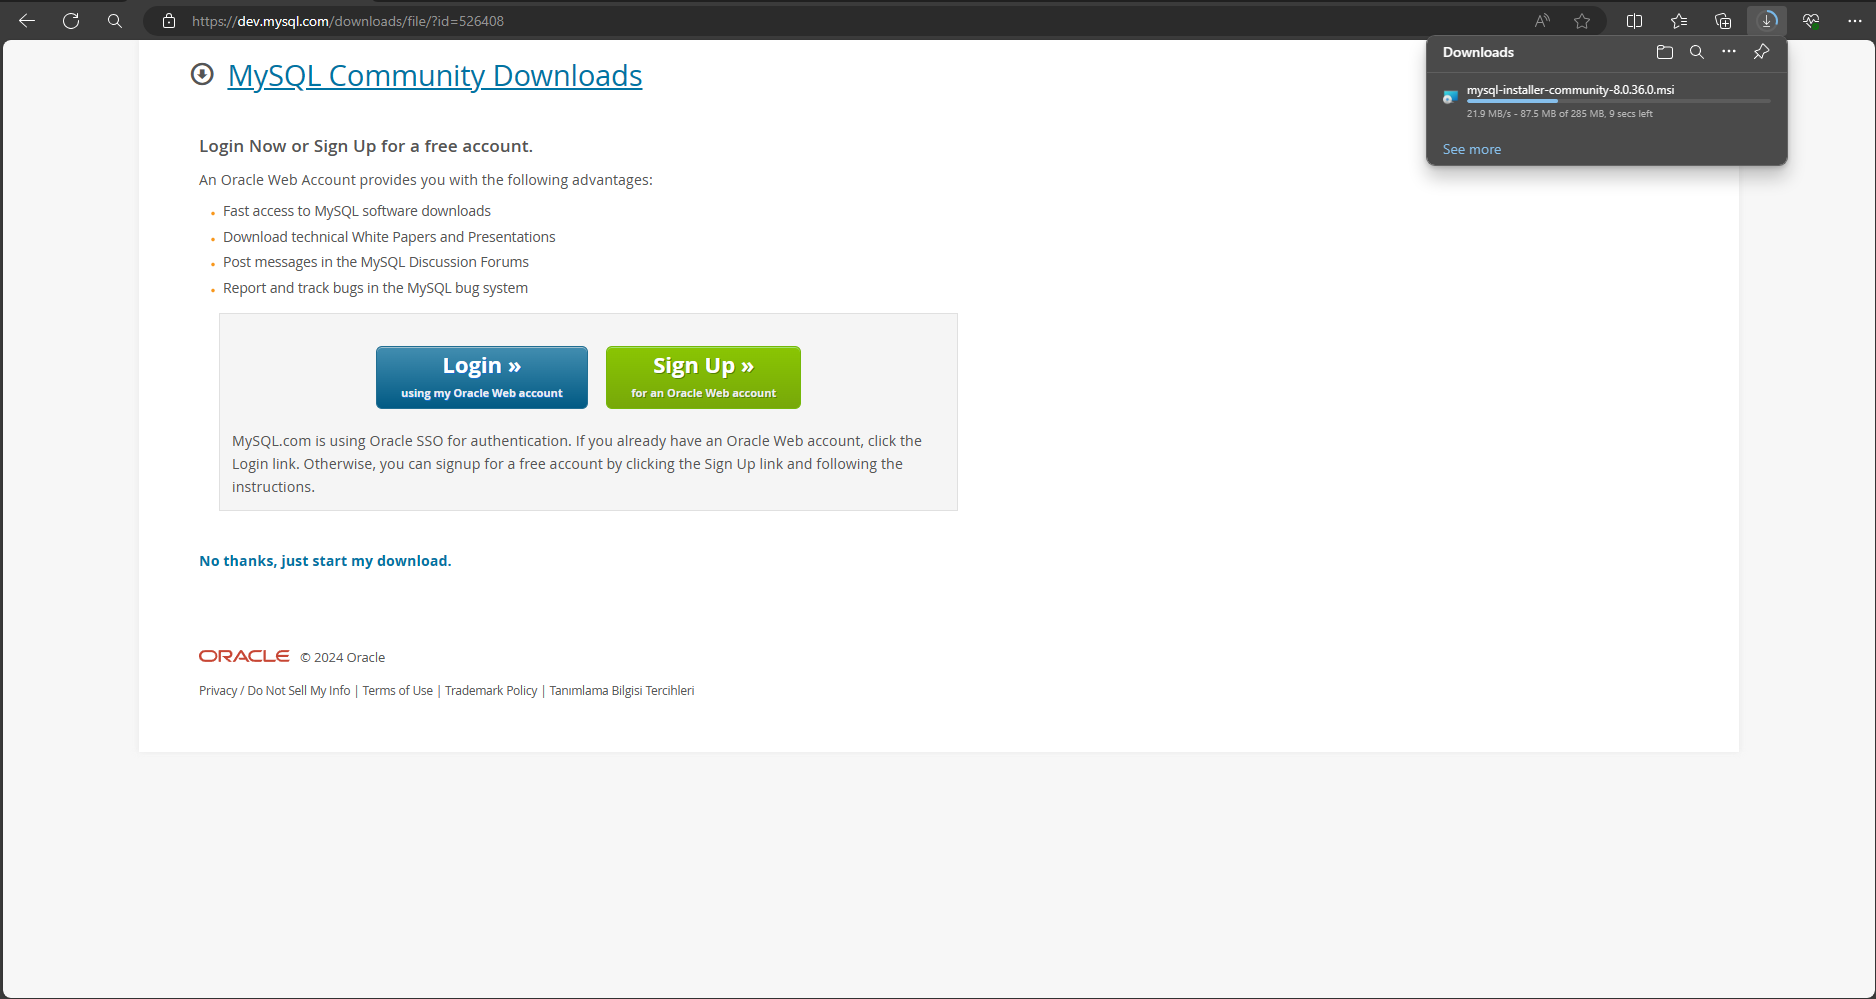 https://dev.mysql.com/downloads/file/?id=526408
Downloads
mysql-installer-community-8.0.36.0.msi
21.9 MB/s - 87.5 MB of 285 MB, 9 secs left
See more
MySQL Community Downloads
Login Now or Sign Up for a free account.
An Oracle Web Account provides you with the following advantages:
Fast access to MySQL software downloads
Download technical White Papers and Presentations
Post messages in the MySQL Discussion Forums
Report and track bugs in the MySQL bug system
Login »
using my Oracle Web account
Sign Up »
for an Oracle Web account
MySQL.com is using Oracle SSO for authentication. If you already have an Oracle Web account, click the
Login link. Otherwise, you can signup for a free account by clicking the Sign Up link and following the
instructions.
No thanks, just start my download.
ORACLE © 2024 Oracle
Privacy / Do Not Sell My Info | Terms of Use | Trademark Policy | Tanımlama Bilgisi Tercihleri